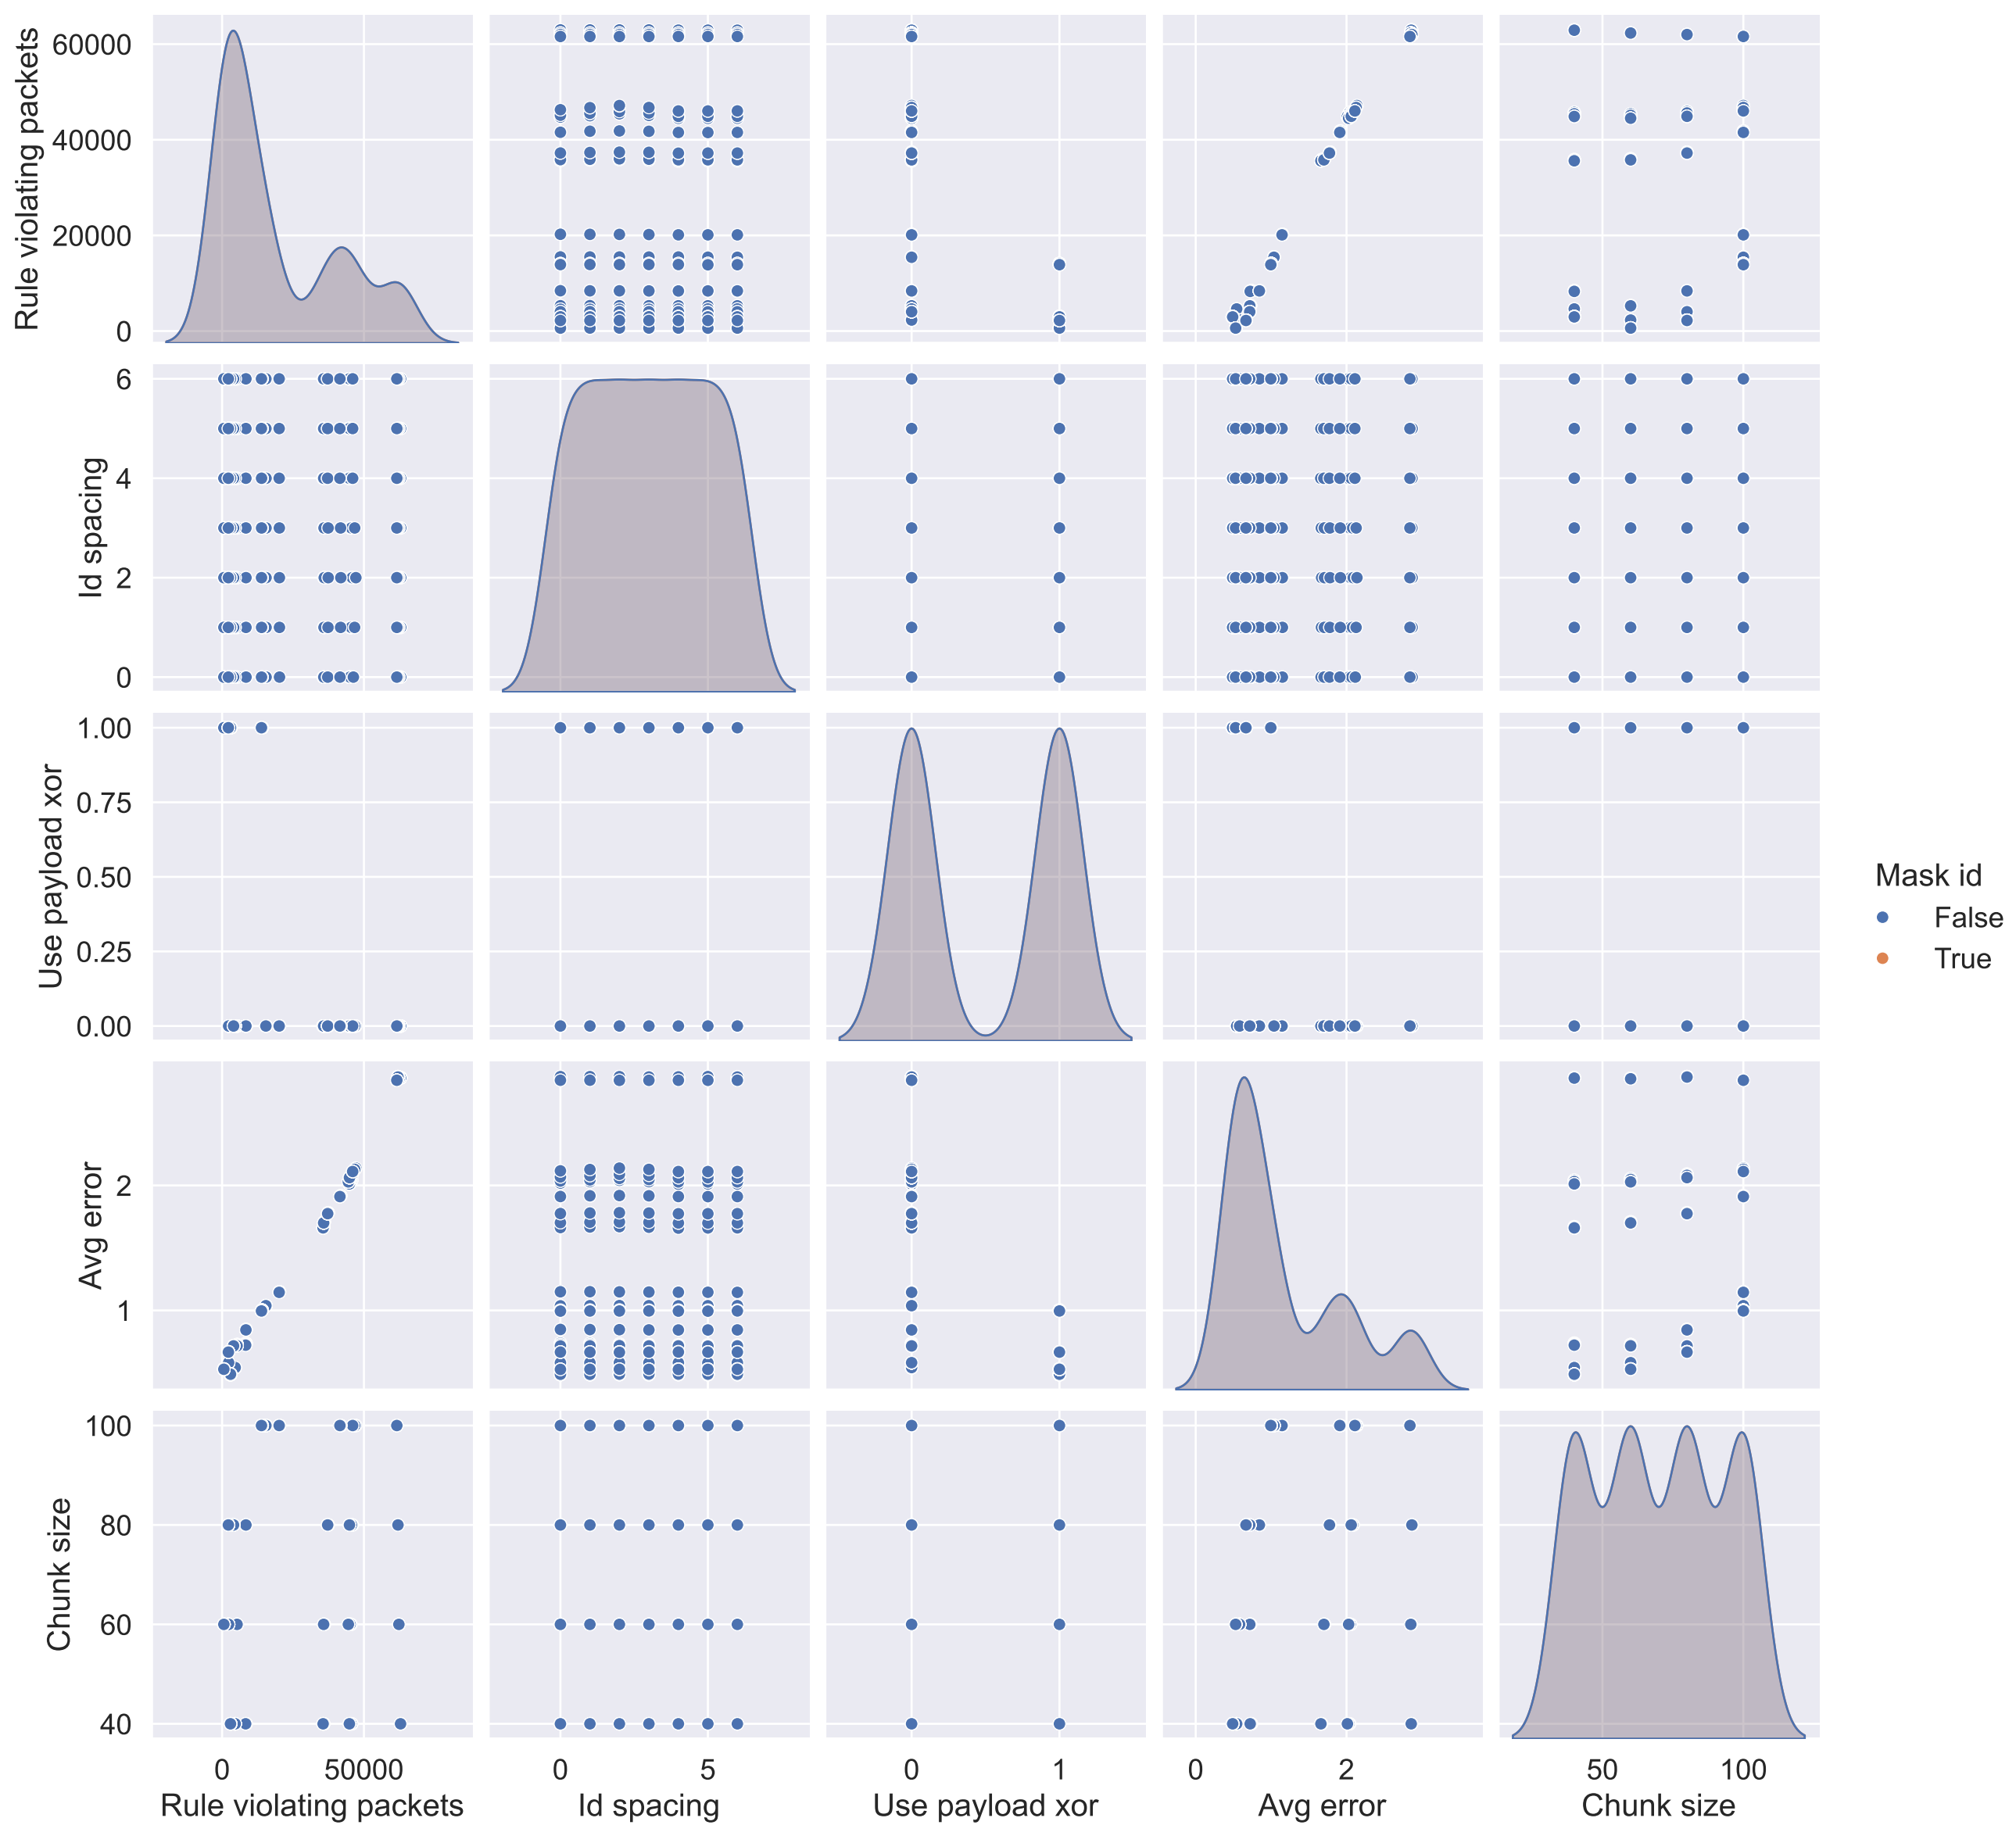 Rule violating packets
60000
40000
20000
0
Id spacing
6
4
2
0
Use payload xor
1.00
0.75
0.50
0.25
0.00
Mask id
False
True
Avg error
2
1
Chunk size
100
80
60
40
0 50000
0 5
0 1
0 2
50 100
Rule violating packets
Id spacing
Use payload xor
Avg error
Chunk size